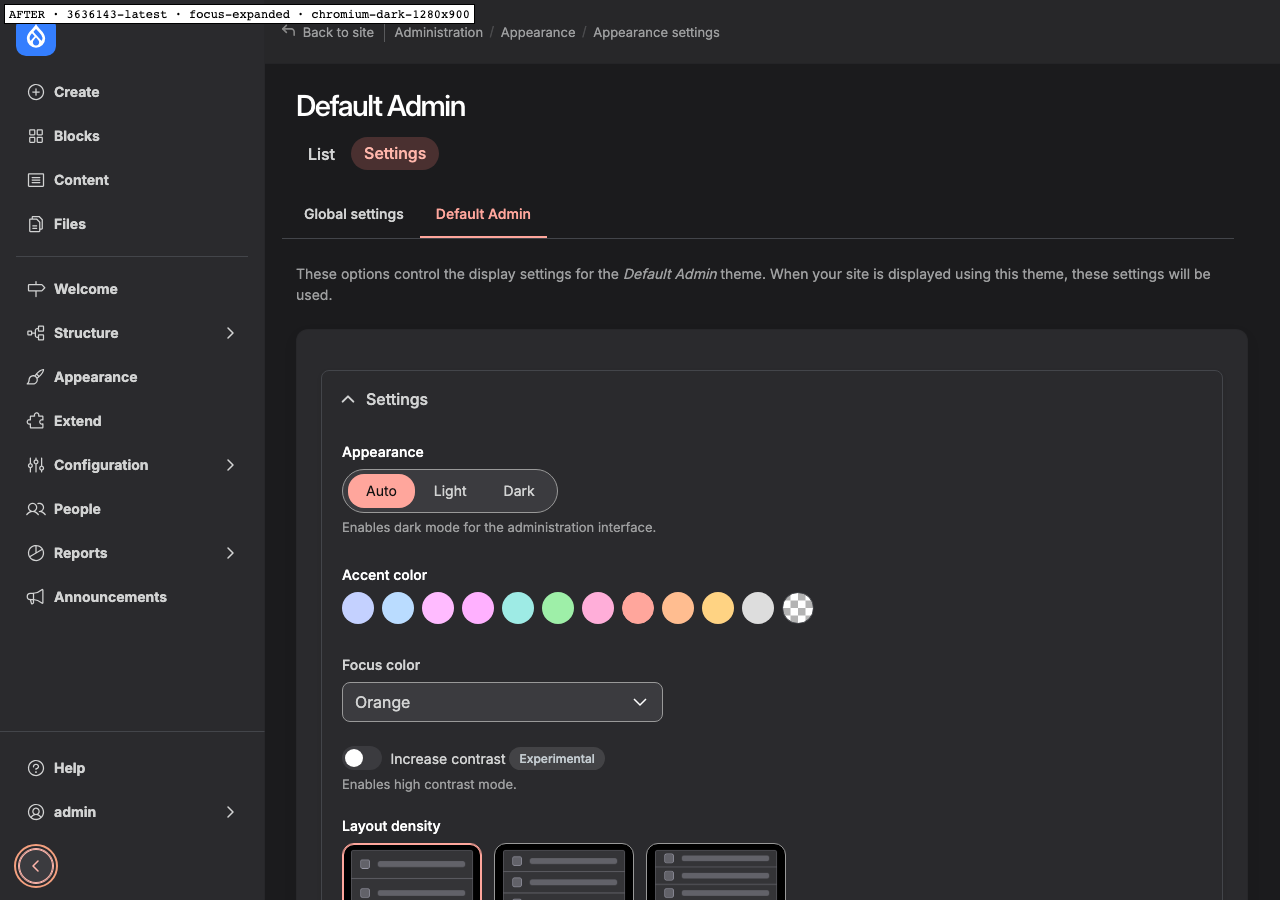 AFTER · 3636143-latest · focus-expanded · chromium-dark-1280x900
Back to site
Administration / Appearance / Appearance settings
Create
Blocks
Content
Files
Welcome
Structure
Appearance
Extend
Configuration
People
Reports
Announcements
Help
admin
Default Admin
List
Settings
Global settings
Default Admin
These options control the display settings for the Default Admin theme. When your site is displayed using this theme, these settings will be
used.
Settings
Appearance
Auto
Light
Dark
Enables dark mode for the administration interface.
Accent color
Focus color
Orange
Increase contrast
Experimental
Enables high contrast mode.
Layout density